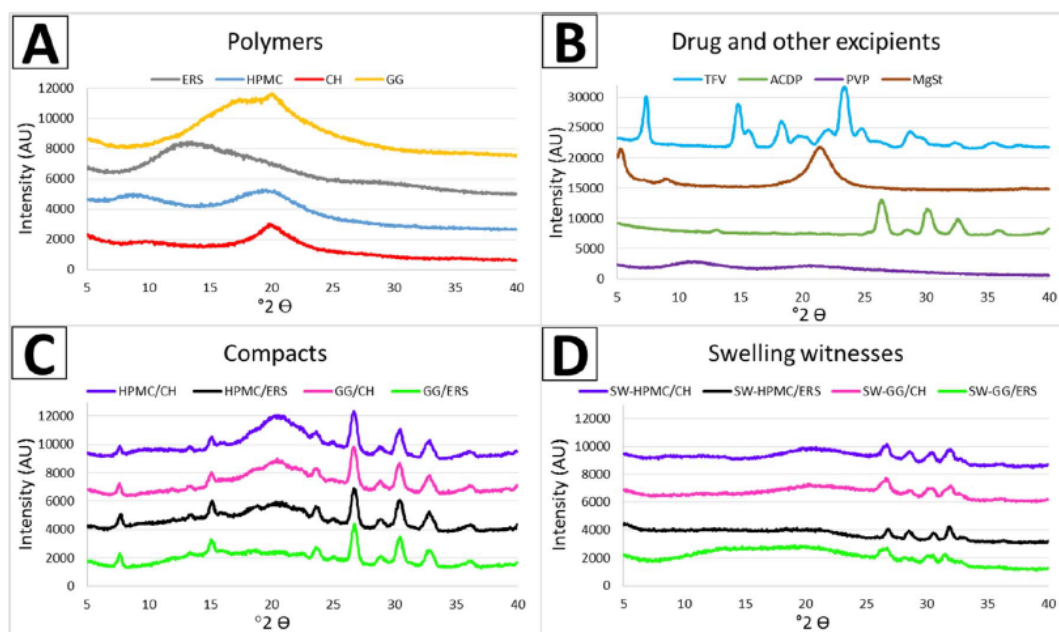 A
Polymers
ERS HPMC CH GG
Intensity (AU)
12000
10000
8000
6000
4000
2000
0
5 10 15 20 25 30 35 40
°2 Θ
B
Drug and other excipients
TFV ACDP PVP MgSt
Intensity (AU)
30000
25000
20000
15000
10000
5000
0
5 10 15 20 25 30 35 40
°2 Θ
C
Compacts
HPMC/CH HPMC/ERS GG/CH GG/ERS
Intensity (AU)
12000
10000
8000
6000
4000
2000
0
5 10 15 20 25 30 35 40
°2 Θ
D
Swelling witnesses
SW-HPMC/CH SW-HPMC/ERS SW-GG/CH SW-GG/ERS
Intensity (AU)
12000
10000
8000
6000
4000
2000
0
5 10 15 20 25 30 35 40
°2 Θ